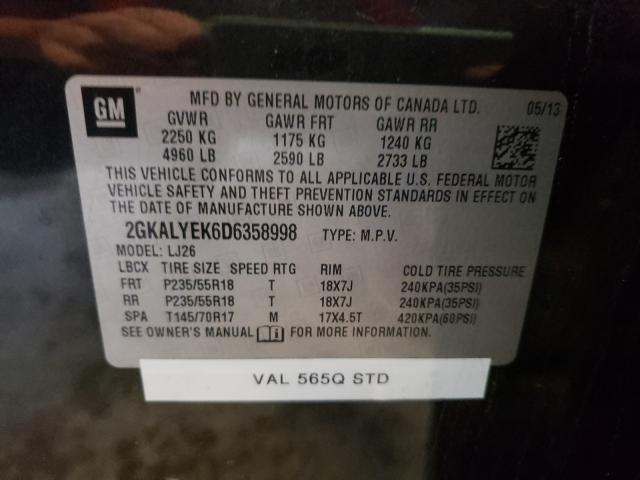 GM
MFD BY GENERAL MOTORS OF CANADA LTD. 05/13
GVWR GAWR FRT GAWR RR
2250 KG 1175 KG 1240 KG
4960 LB 2590 LB 2733 LB
THIS VEHICLE CONFORMS TO ALL APPLICABLE U.S. FEDERAL MOTOR
VEHICLE SAFETY AND THEFT PREVENTION STANDARDS IN EFFECT ON
THE DATE OF MANUFACTURE SHOWN ABOVE.
2GKALYEK6D6358998 TYPE: M.P.V.
MODEL: LJ26
LBCX TIRE SIZE SPEED RTG RIM COLD TIRE PRESSURE
FRT P235/55R18 T 18X7J 240KPA(35PSI)
RR P235/55R18 T 18X7J 240KPA(35PSI)
SPA T145/70R17 M 17X4.5T 420KPA(60PSI)
SEE OWNER'S MANUAL FOR MORE INFORMATION.
VAL 565Q STD